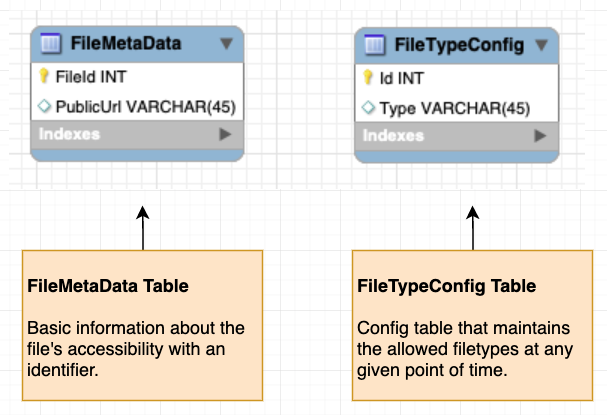 FileMetaData
FileId INT
PublicUrl VARCHAR(45)
Indexes
FileTypeConfig
Id INT
Type VARCHAR(45)
Indexes
FileMetaData Table
Basic information about the
file's accessibility with an
identifier.
FileTypeConfig Table
Config table that maintains
the allowed filetypes at any
given point of time.